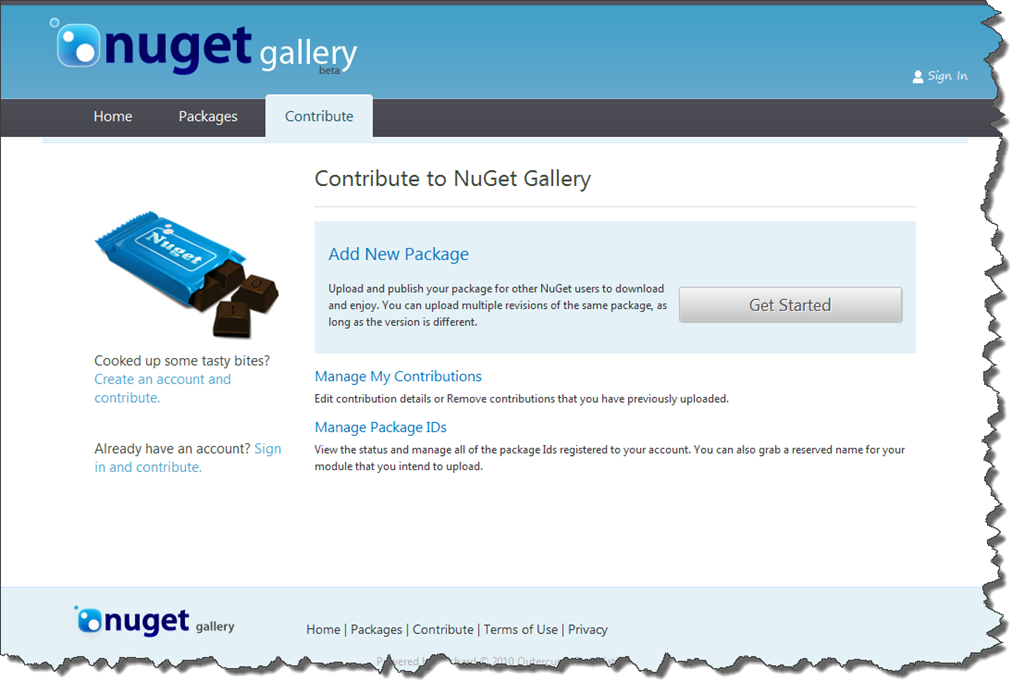 nuget gallery
beta
Sign In
Home
Packages
Contribute
Contribute to NuGet Gallery
Nuget
Add New Package
Upload and publish your package for other NuGet users to download
and enjoy. You can upload multiple revisions of the same package, as
long as the version is different.
Get Started
Cooked up some tasty bites?
Create an account and
contribute.
Already have an account? Sign
in and contribute.
Manage My Contributions
Edit contribution details or Remove contributions that you have previously uploaded.
Manage Package IDs
View the status and manage all of the package Ids registered to your account. You can also grab a reserved name for your
module that you intend to upload.
nuget gallery
Home | Packages | Contribute | Terms of Use | Privacy
© 2010